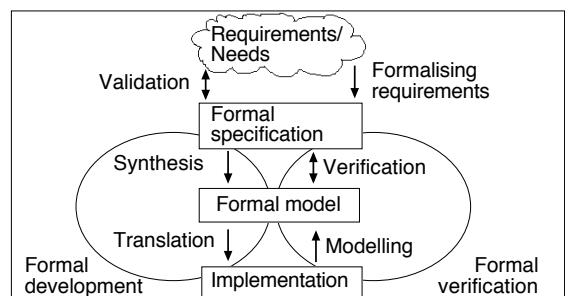 Requirements/
Needs
Validation
Formalising
requirements
Formal
specification
Synthesis
Verification
Formal model
Translation
Modelling
Formal
development
Implementation
Formal
verification